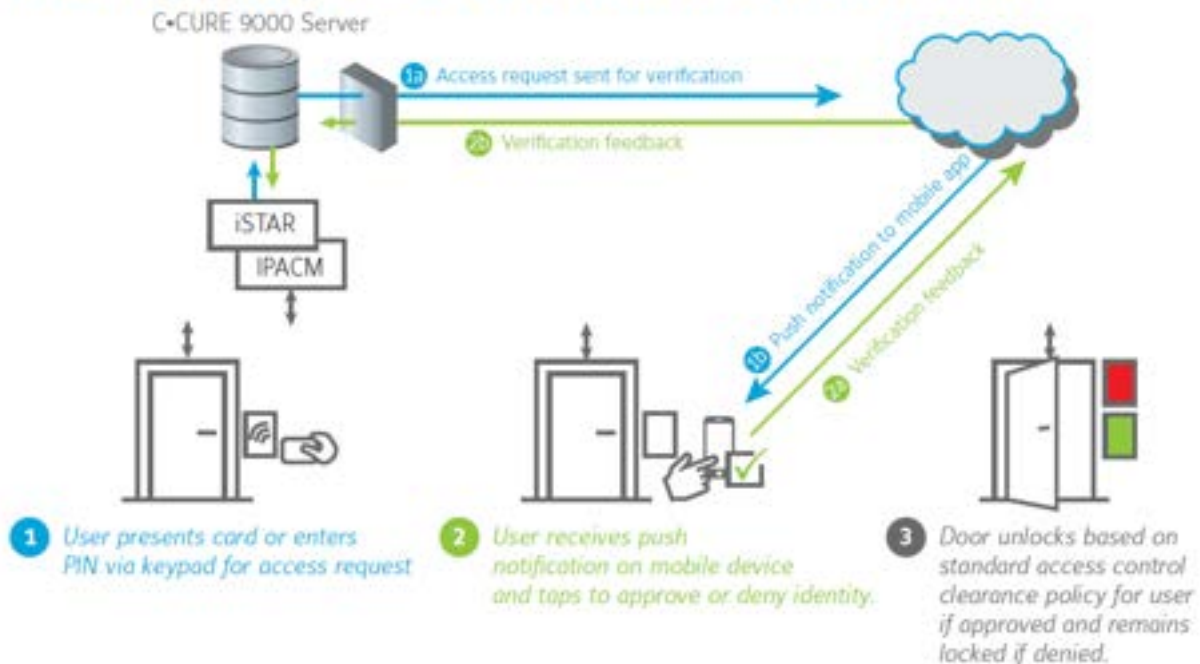 C•CURE 9000 Server
1a Access request sent for verification
2b Verification feedback
iSTAR
IPACM
1b Push notification to mobile app
2a Verification feedback
1 User presents card or enters
PIN via keypad for access request
2 User receives push
notification on mobile device
and taps to approve or deny identity.
3 Door unlocks based on
standard access control
clearance policy for user
if approved and remains
locked if denied.